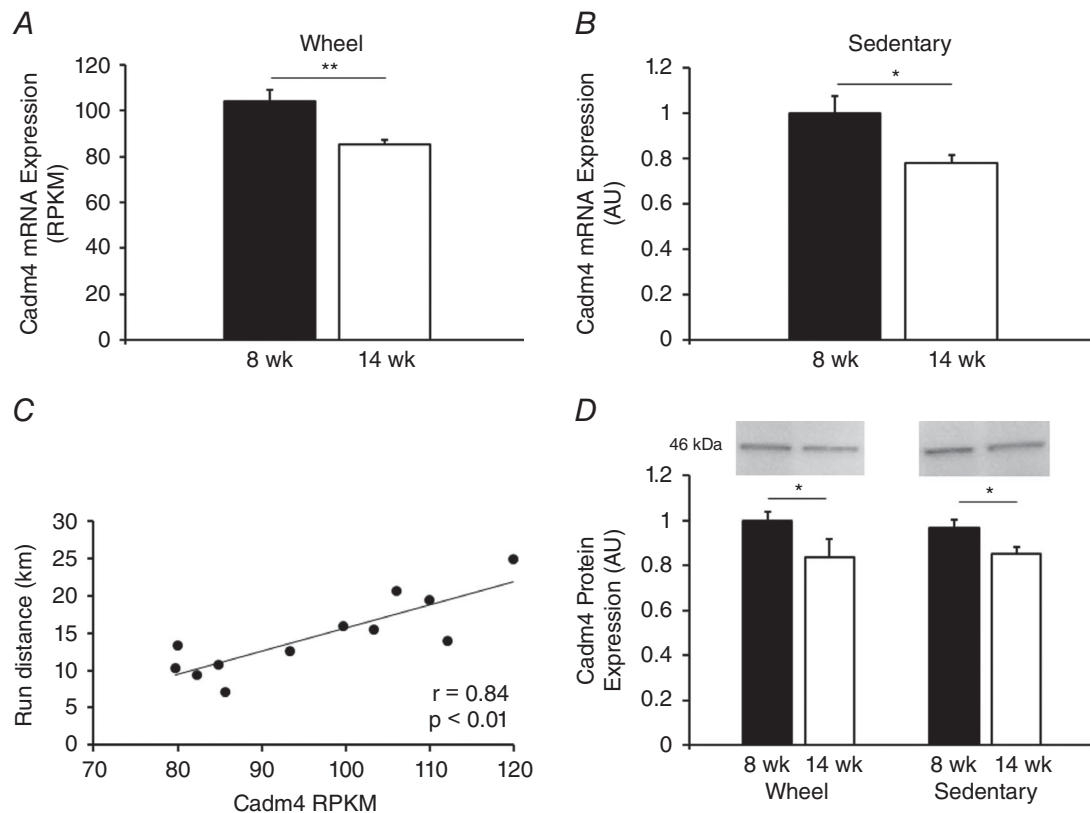 A
Wheel
**
120
100
80
60
40
20
0
Cadm4 mRNA Expression
(RPKM)
8 wk 14 wk
B
Sedentary
*
1.2
1
0.8
0.6
0.4
0.2
0
Cadm4 mRNA Expression
(AU)
8 wk 14 wk
C
30
25
20
15
10
5
0
Run distance (km)
r = 0.84
p < 0.01
70 80 90 100 110 120
Cadm4 RPKM
D
46 kDa
* *
1.2
1
0.8
0.6
0.4
0.2
0
Cadm4 Protein
Expression (AU)
8 wk 14 wk 8 wk 14 wk
Wheel Sedentary